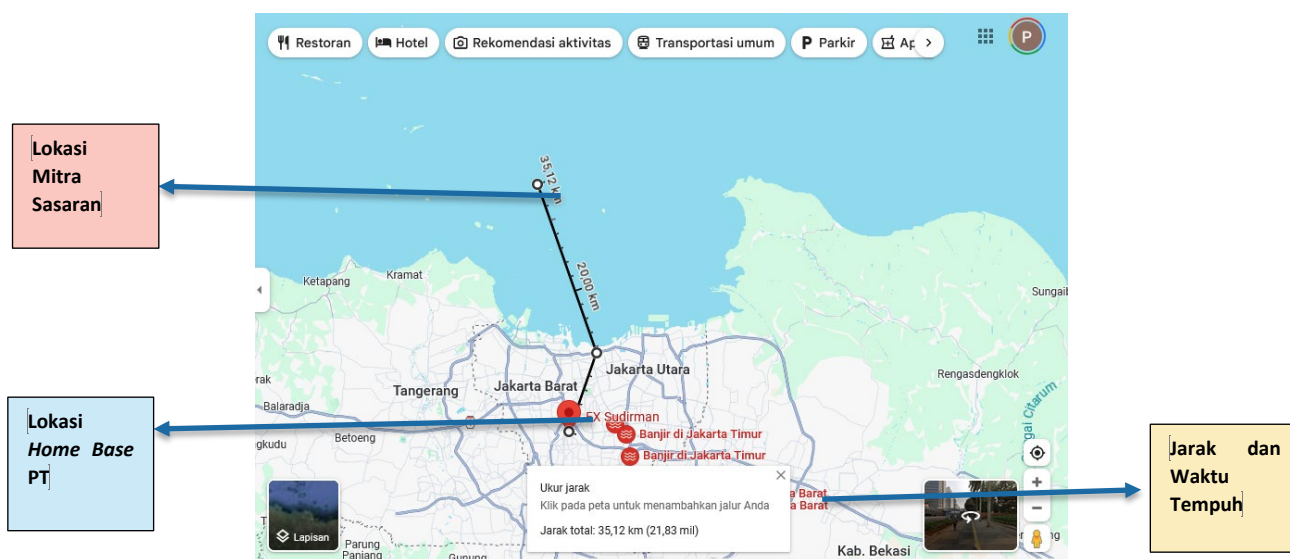 Restoran
Hotel
Rekomendasi aktivitas
Transportasi umum
P Parkir
Ap
P
Lokasi
Mitra
Sasaran
35,12 km
20,00 km
Ketapang
Kramat
Sungai
Rengasdengklok
Jakarta Utara
Jakarta Barat
Tangerang
Balaradja
Betoeng
FX Sudirman
Banjir di Jakarta Timur
Banjir di Jakarta Timur
Lokasi
Home Base
PT
Ukur jarak
Klik pada peta untuk menambahkan jalur Anda
Jarak total: 35,12 km (21,83 mil)
a Barat
a Barat
Jarak dan
Waktu
Tempuh
Lapisan
Parung
Panjang
Kab. Bekasi